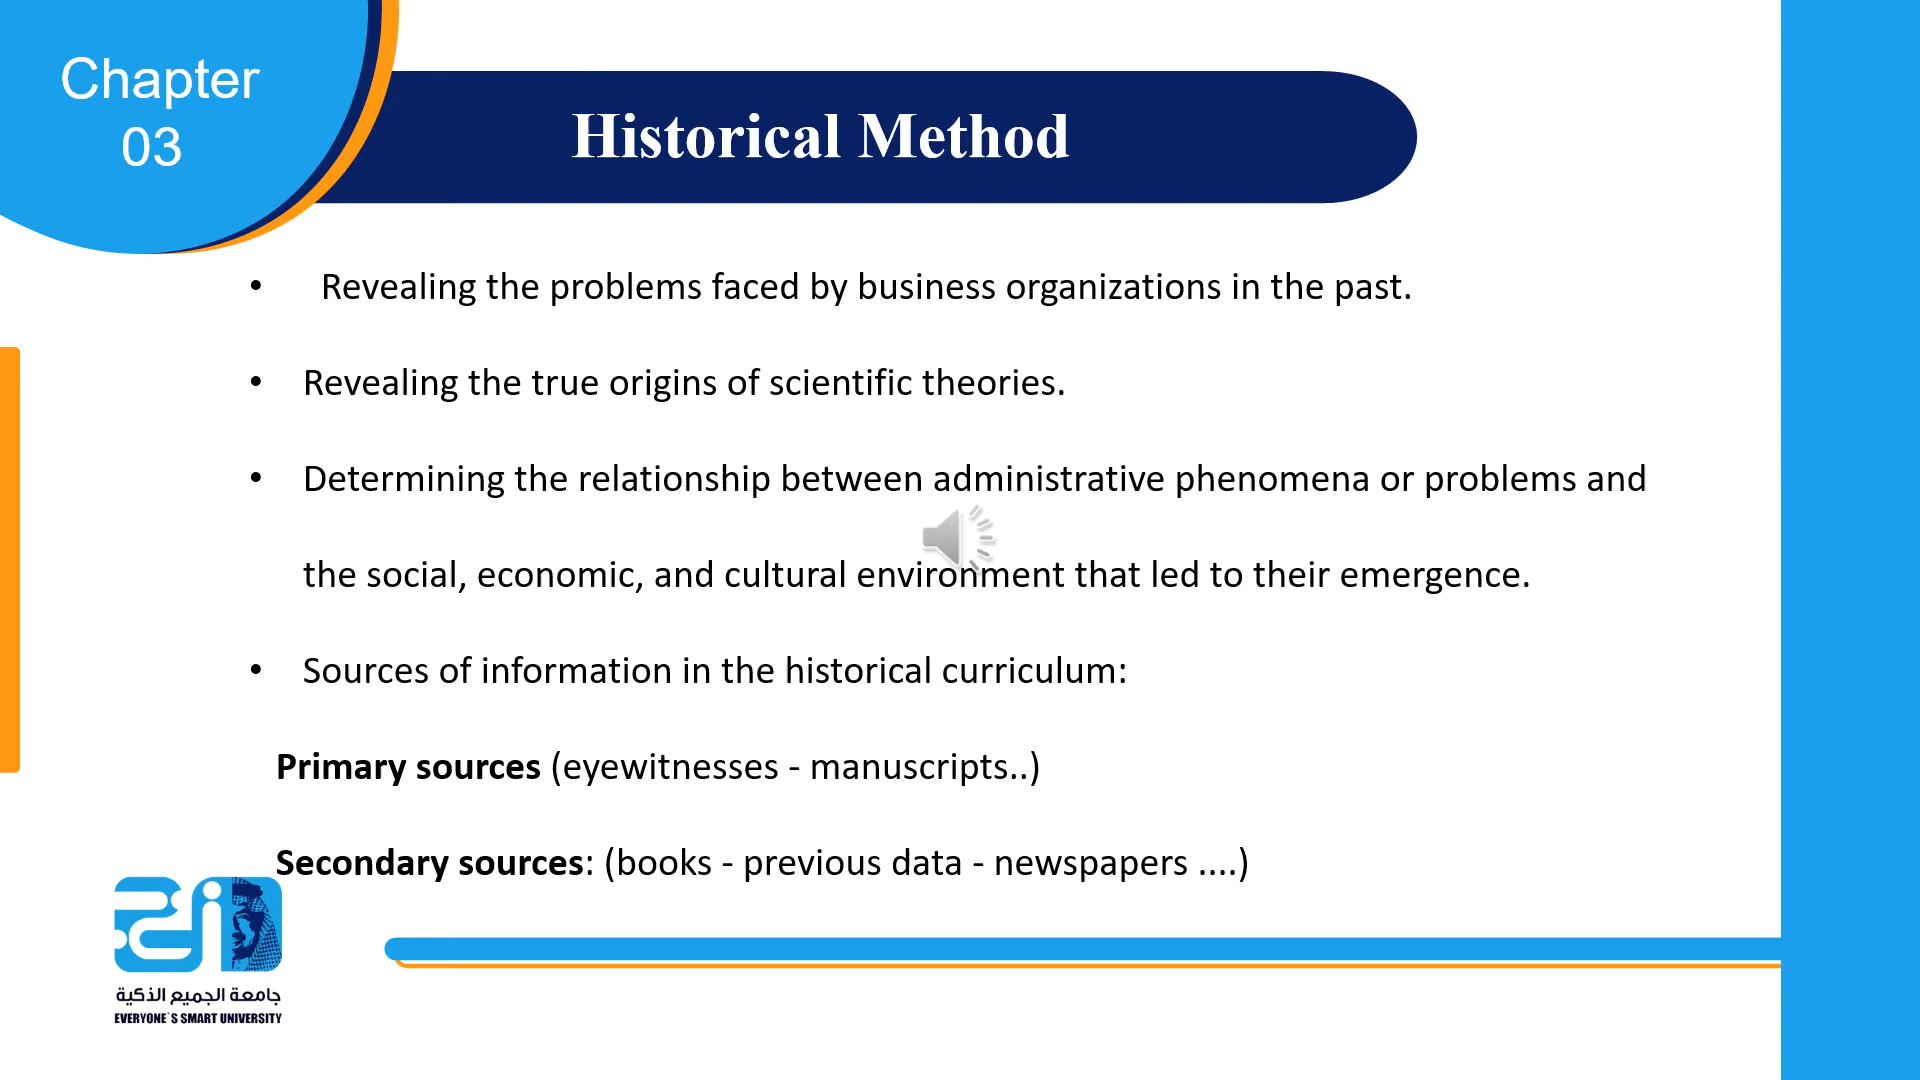 Chapter
03
Historical Method
• Revealing the problems faced by business organizations in the past.
• Revealing the true origins of scientific theories.
• Determining the relationship between administrative phenomena or problems and
the social, economic, and cultural environment that led to their emergence.
• Sources of information in the historical curriculum:
Primary sources (eyewitnesses - manuscripts..)
Secondary sources: (books - previous data - newspapers ....)
جامعة الجميع الذكية
EVERYONE`S SMART UNIVERSITY